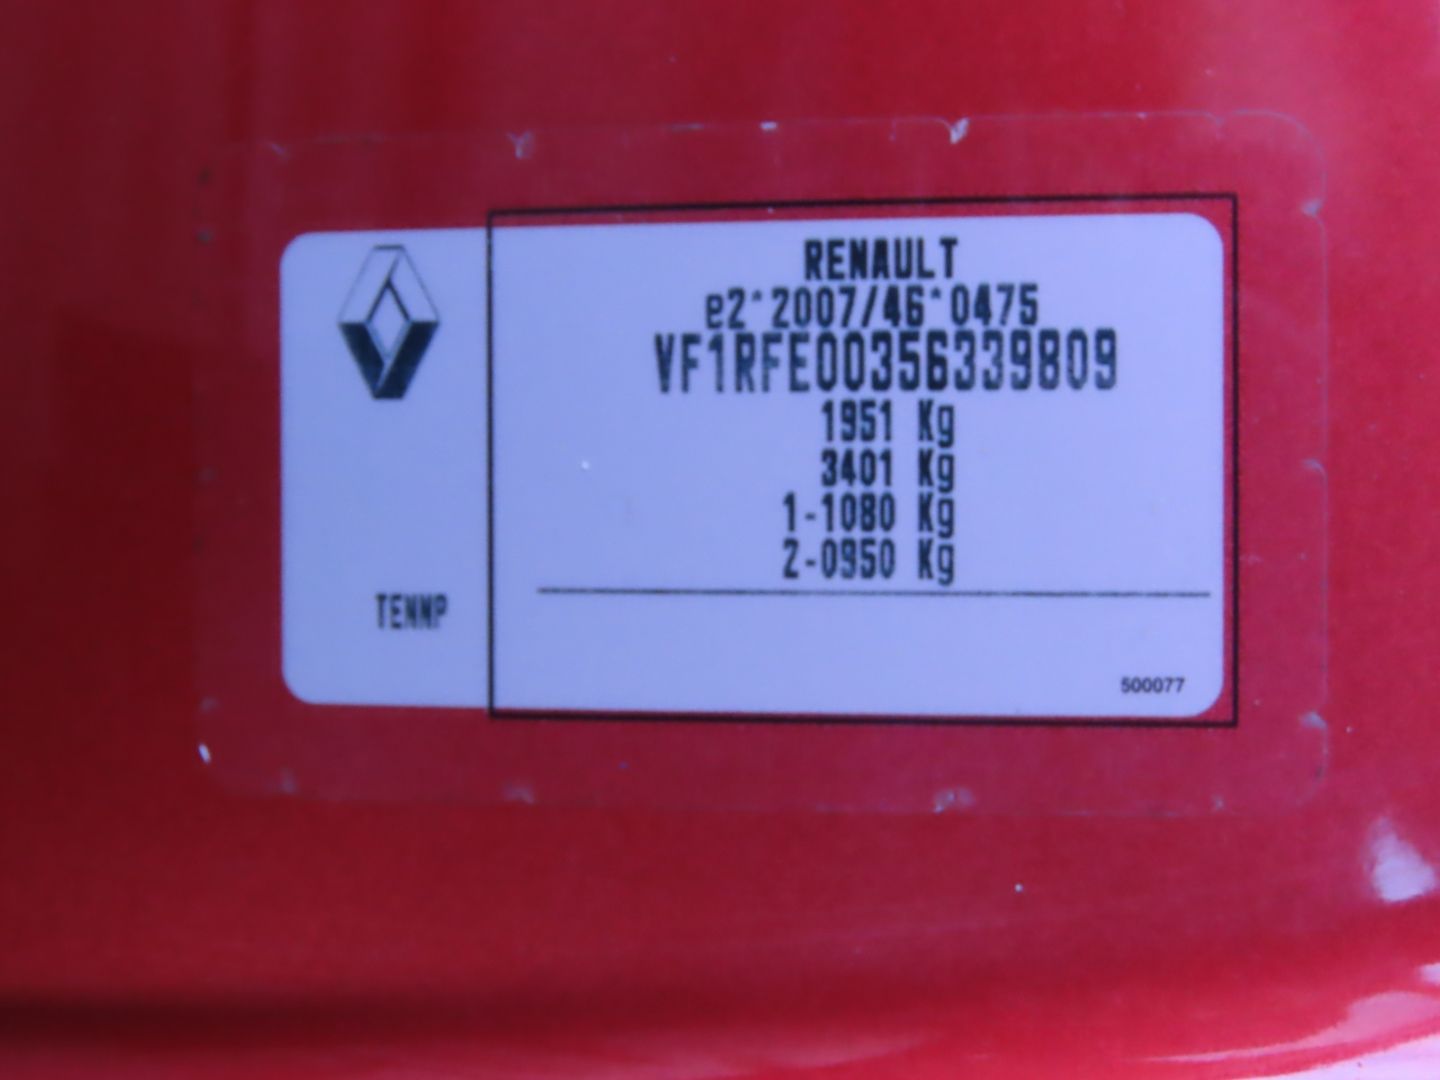 RENAULT
e2*2007/46*0475
VF1RFE00356339809
1951 Kg
3401 Kg
1-1080 Kg
2-0950 Kg
TENNP
500077